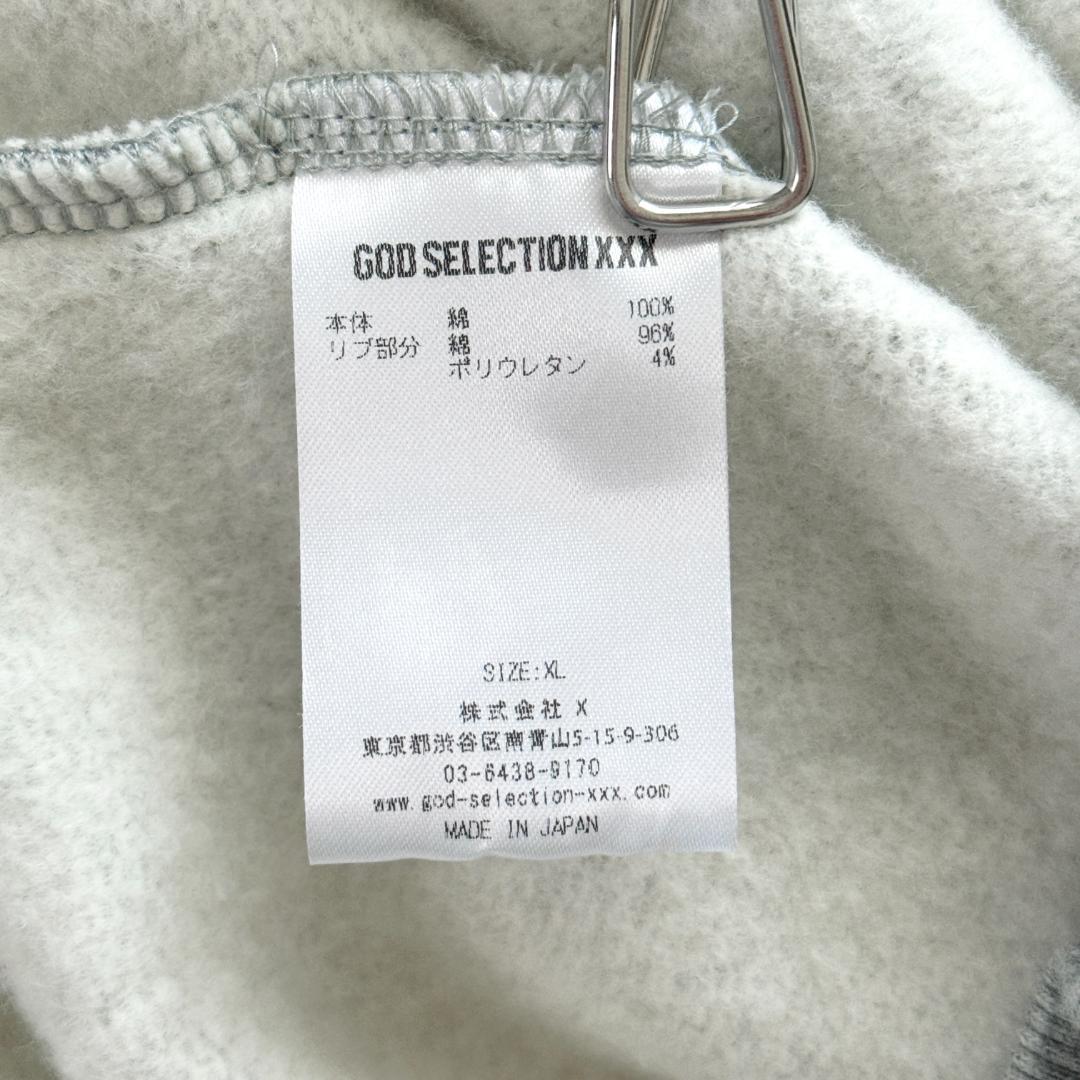 GOD SELECTION XXX
本体 綿 100%
リブ部分 綿 96%
ポリウレタン 4%
SIZE:XL
株式会社 X
東京都渋谷区南青山5-15-9-306
03-6438-9170
www.god-selection-xxx.com
MADE IN JAPAN